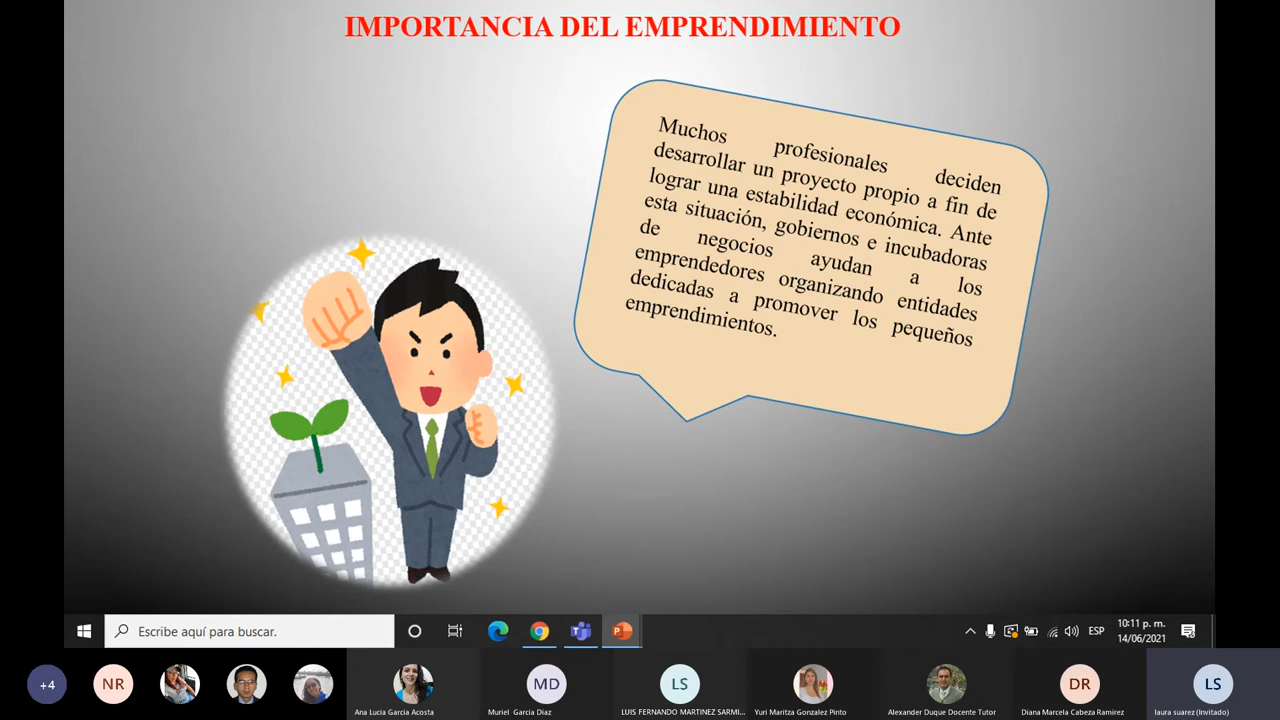 IMPORTANCIA DEL EMPRENDIMIENTO
Muchos profesionales deciden
desarrollar un proyecto propio a fin de
lograr una estabilidad económica. Ante
esta situación, gobiernos e incubadoras
de negocios ayudan a los
emprendedores organizando entidades
dedicadas a promover los pequeños
emprendimientos.
Escribe aquí para buscar.
ESP
10:11 p. m.
14/06/2021
+4
NR
Ana Lucia Garcia Acosta
MD
Muriel Garcia Diaz
LS
LUIS FERNANDO MARTINEZ SARMI...
Yuri Maritza Gonzalez Pinto
Alexander Duque Docente Tutor
DR
Diana Marcela Cabeza Ramirez
LS
laura suarez (Invitado)